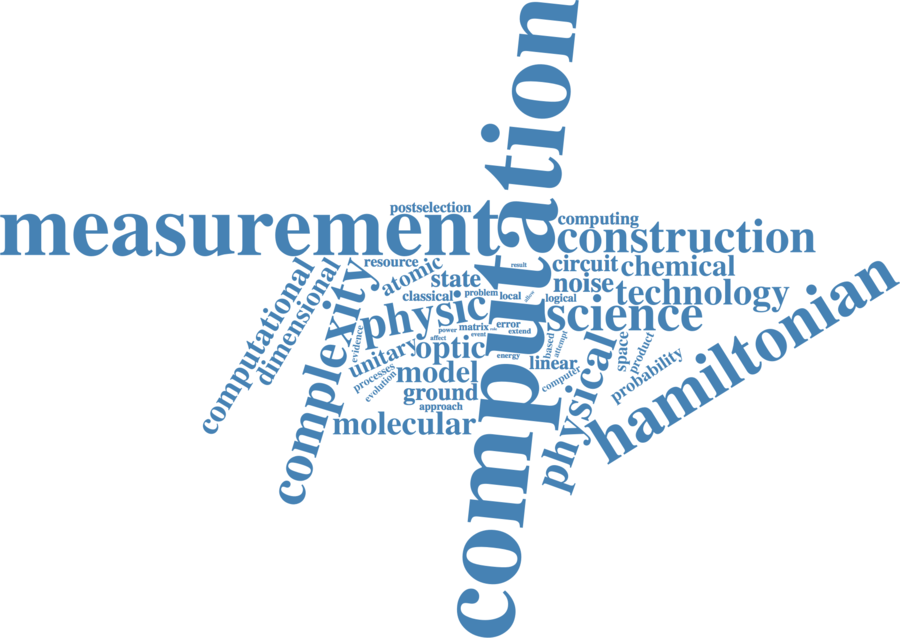 computation
measurement
postselection
computing
construction
resource
atomic
state
result
circuit
chemical
computational
dimensional
complexity
classical
problem
local
noise
logical
technology
physic
science
hamiltonian
power
matrix
error
extend
event
affect
evidence
unitary
optic
energy
based
attempt
linear
space
product
processes
evolution
model
computer
physical
probability
ground
approach
molecular